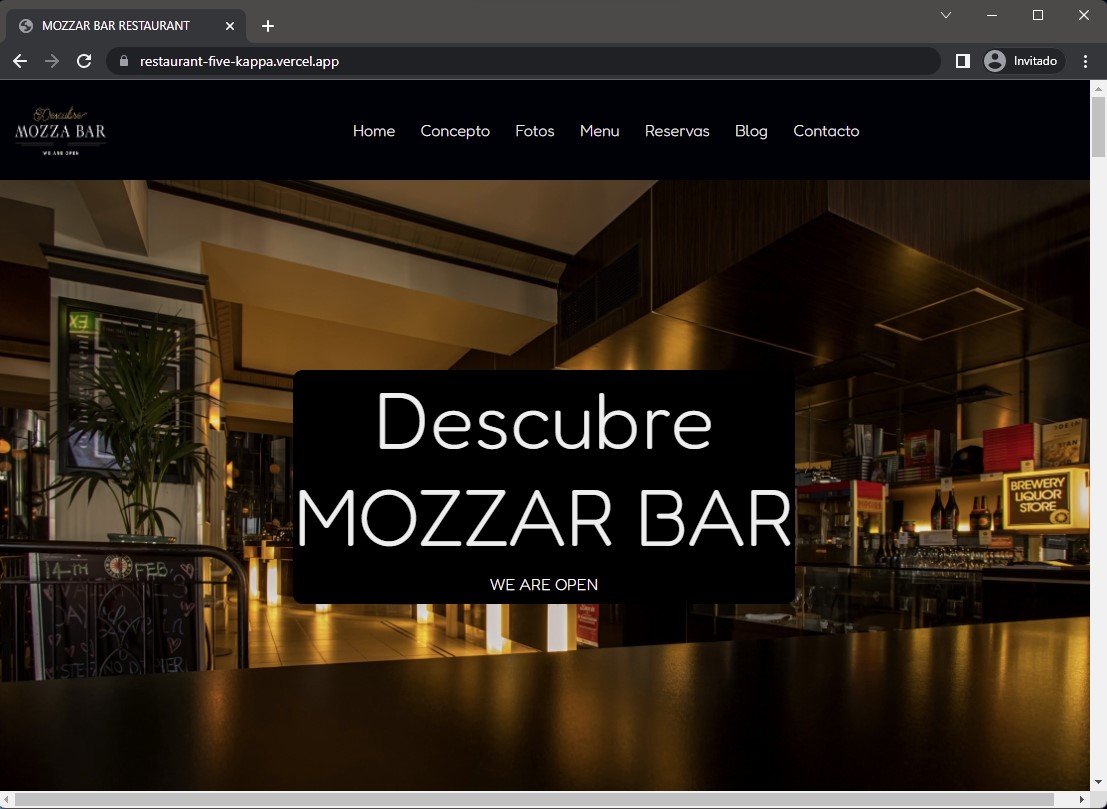 MOZZAR BAR RESTAURANT
restaurant-five-kappa.vercel.app
Invitado
Descubre
MOZZA BAR
WE ARE OPEN
Home Concepto Fotos Menu Reservas Blog Contacto
EX
Descubre
MOZZAR BAR
WE ARE OPEN
BREWERY
LIQUOR
STORE
14TH FEB.